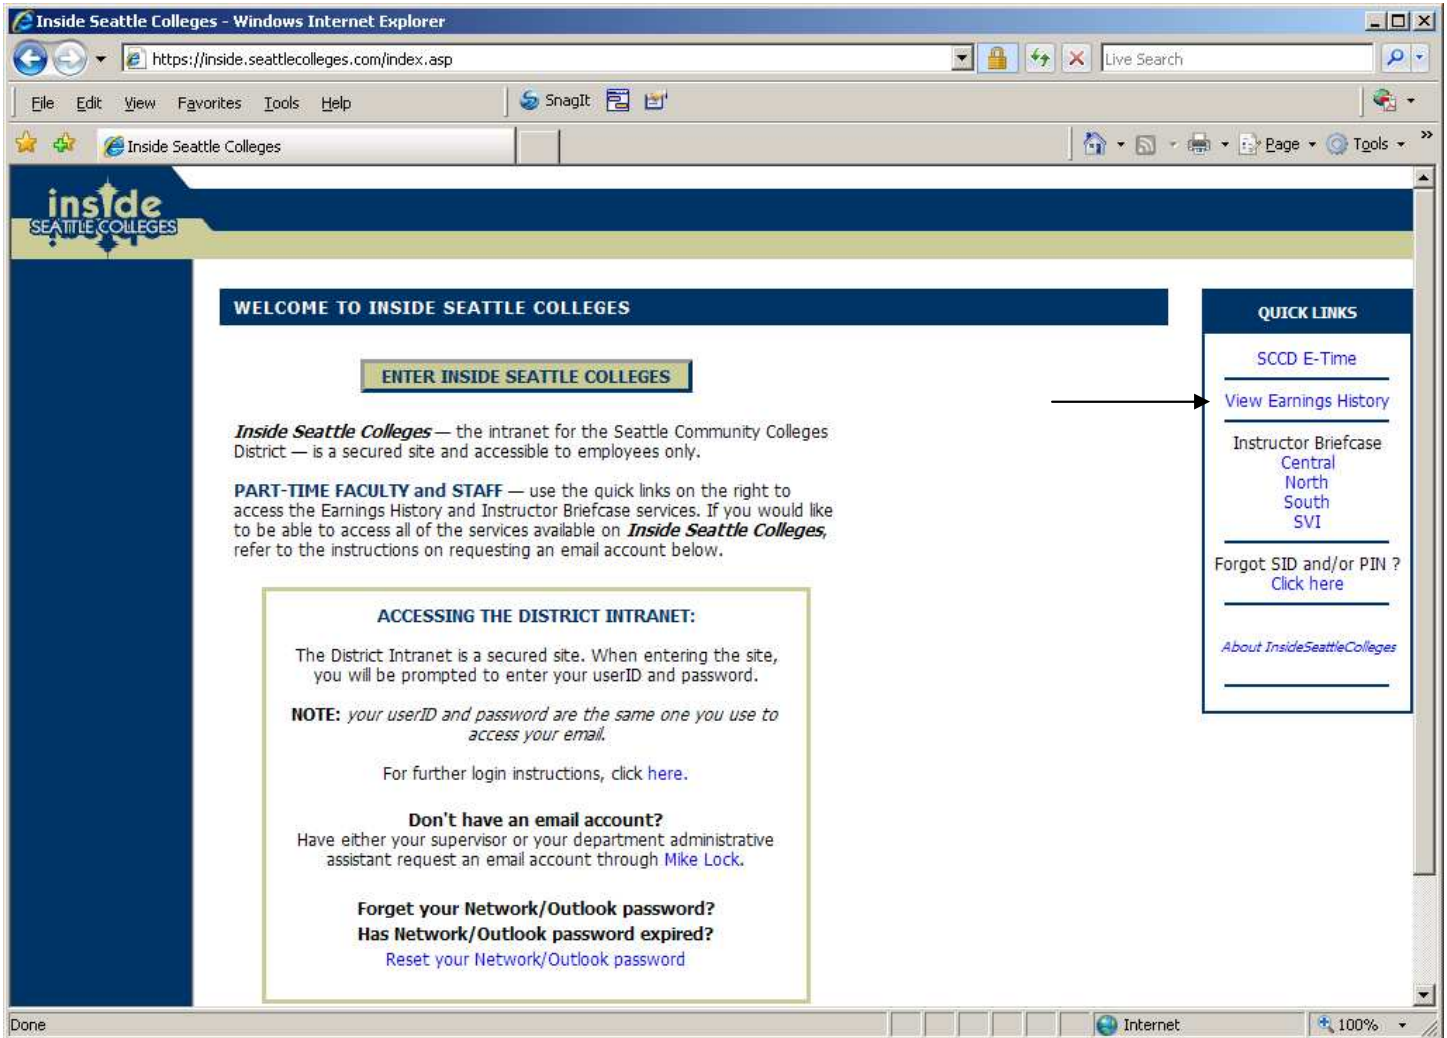 Inside Seattle Colleges - Windows Internet Explorer
https://inside.seattlecolleges.com/index.asp
Live Search
File Edit View Favorites Tools Help
SnagIt
Inside Seattle Colleges
Page Tools
inside
SEATTLE COLLEGES
WELCOME TO INSIDE SEATTLE COLLEGES
ENTER INSIDE SEATTLE COLLEGES
Inside Seattle Colleges — the intranet for the Seattle Community Colleges
District — is a secured site and accessible to employees only.
PART-TIME FACULTY and STAFF — use the quick links on the right to
access the Earnings History and Instructor Briefcase services. If you would like
to be able to access all of the services available on Inside Seattle Colleges,
refer to the instructions on requesting an email account below.
ACCESSING THE DISTRICT INTRANET:
The District Intranet is a secured site. When entering the site,
you will be prompted to enter your userID and password.
NOTE: your userID and password are the same one you use to
access your email.
For further login instructions, click here.
Don't have an email account?
Have either your supervisor or your department administrative
assistant request an email account through Mike Lock.
Forget your Network/Outlook password?
Has Network/Outlook password expired?
Reset your Network/Outlook password
QUICK LINKS
SCCD E-Time
View Earnings History
Instructor Briefcase
Central
North
South
SVI
Forgot SID and/or PIN ?
Click here
About InsideSeattleColleges
Done
Internet
100%